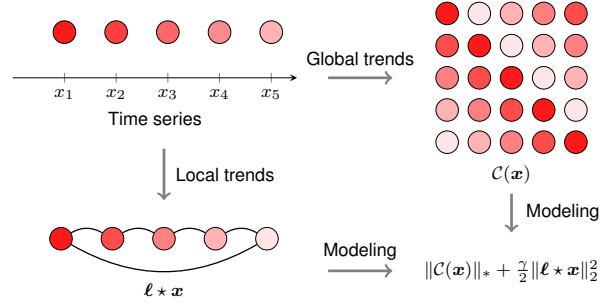 Global trends
x₁ x₂ x₃ x₄ x₅
Time series
𝒞(𝒙)
Local trends
Modeling
Modeling
ℓ ⋆ 𝒙
‖𝒞(𝒙)‖∗ + γ/2‖ℓ ⋆ 𝒙‖₂²